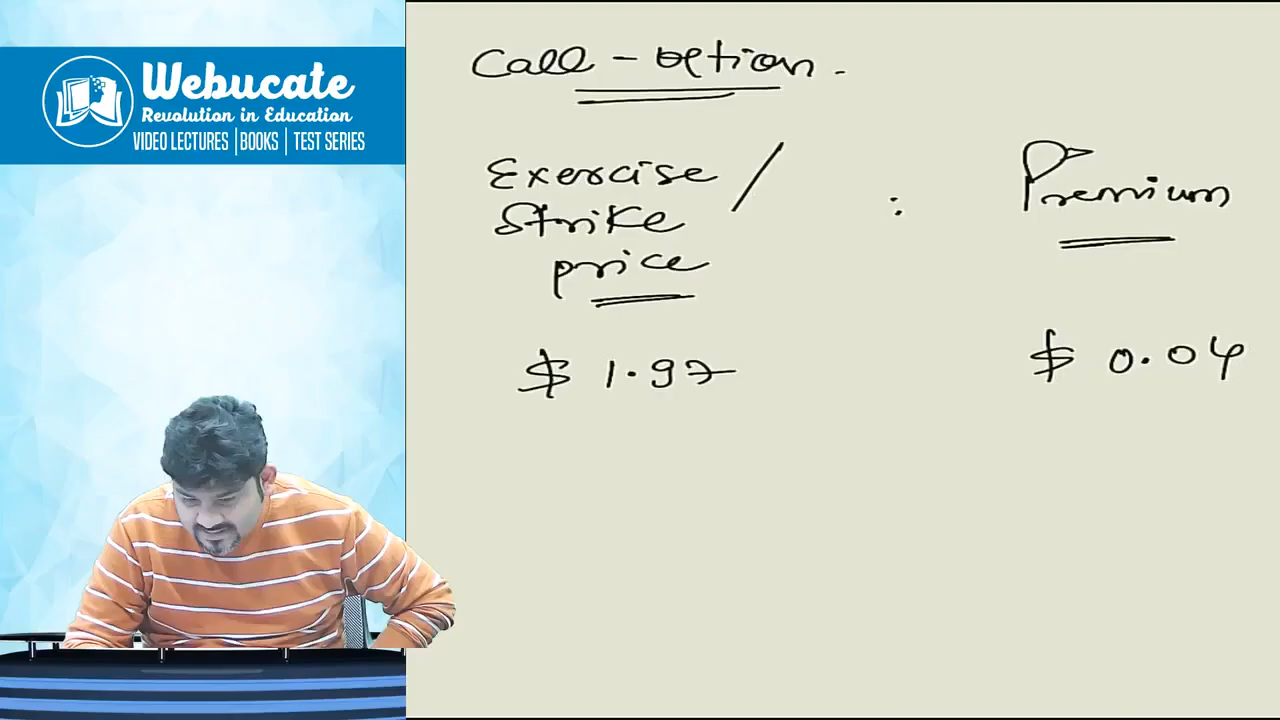 Webucate
Revolution in Education
VIDEO LECTURES | BOOKS | TEST SERIES
Call - option.
Exercise /
Strike
price
: Premium
$ 1.97
$ 0.04